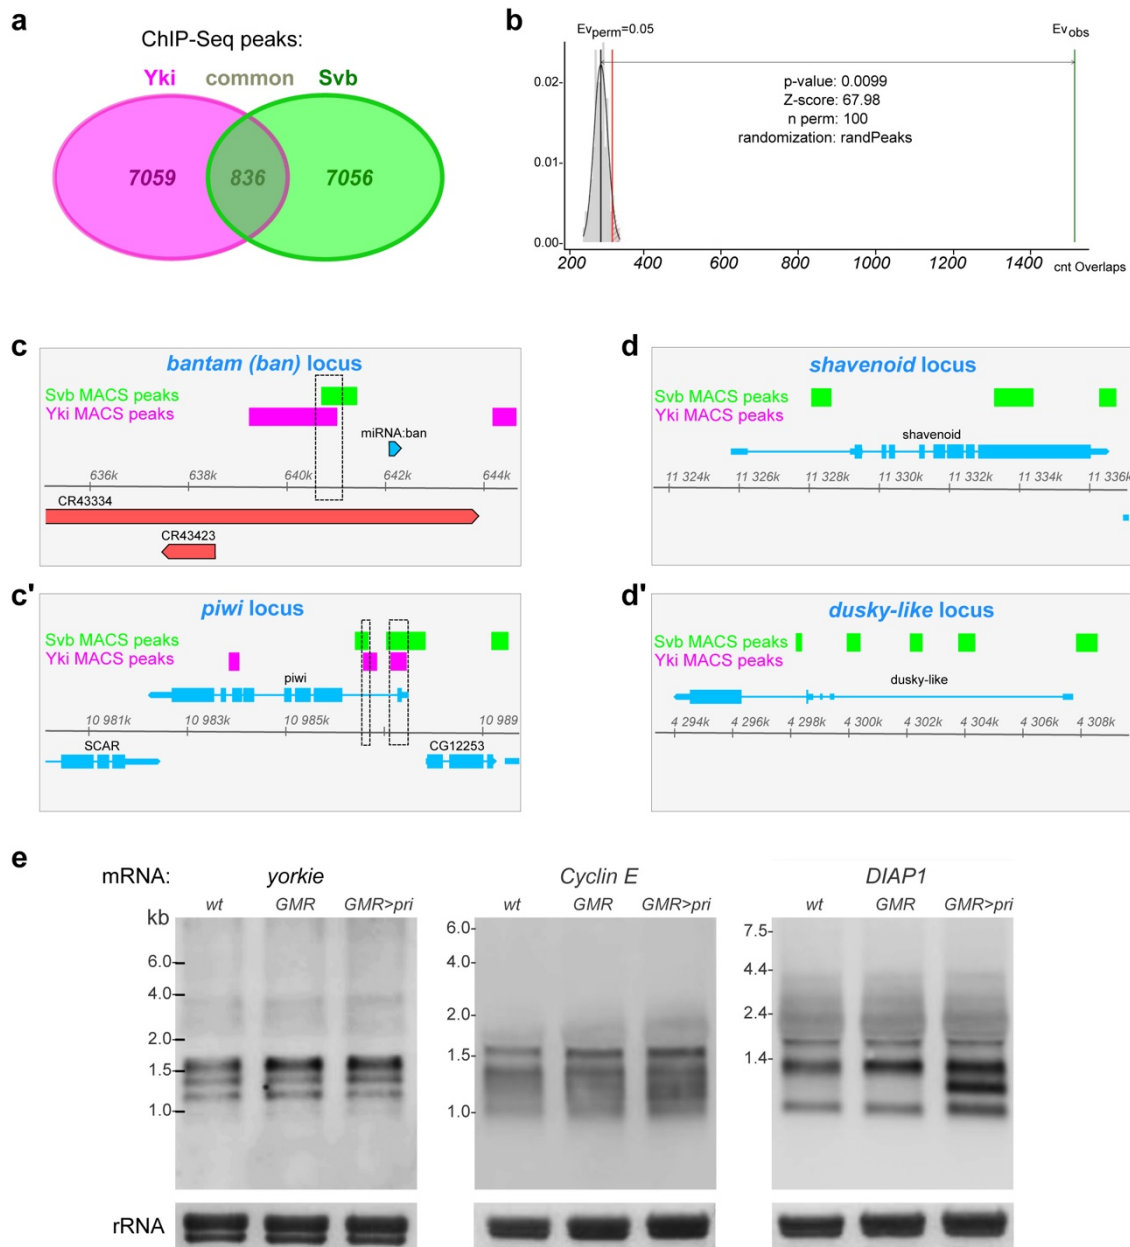 a
ChIP-Seq peaks:
Yki common Svb
7059 836 7056
b
Ev perm=0.05 Ev obs
0.02
0.01
0.00
p-value: 0.0099
Z-score: 67.98
n perm: 100
randomization: randPeaks
200 400 600 800 1000 1200 1400 cnt Overlaps
c
bantam (ban) locus
Svb MACS peaks
Yki MACS peaks
miRNA:ban
636k 638k 640k 642k 644k
CR43334
CR43423
d
shavenoid locus
Svb MACS peaks
Yki MACS peaks
shavenoid
11 324k 11 326k 11 328k 11 330k 11 332k 11 334k 11 336k
c'
piwi locus
Svb MACS peaks
Yki MACS peaks
piwi
10 981k 10 983k 10 985k 10 989
SCAR CG12253
d'
dusky-like locus
Svb MACS peaks
Yki MACS peaks
dusky-like
4 294k 4 296k 4 298k 4 300k 4 302k 4 304k 4 306k 4 308k
e
mRNA: yorkie Cyclin E DIAP1
wt GMR GMR>pri wt GMR GMR>pri wt GMR GMR>pri
kb
6.0
4.0
2.0
1.5
1.0
6.0
4.0
2.0
1.5
1.0
7.5
4.4
2.4
1.4
rRNA